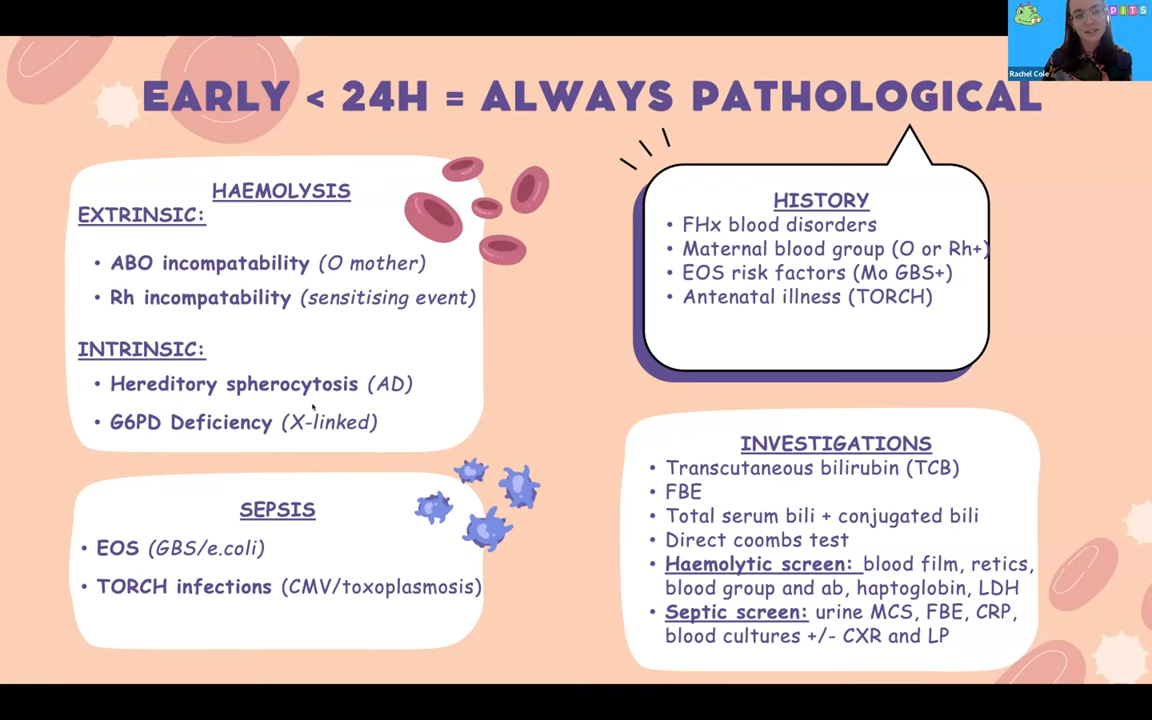 EARLY < 24H = ALWAYS PATHOLOGICAL
PITS
Rachel Cole
HAEMOLYSIS
EXTRINSIC:
• ABO incompatability (O mother)
• Rh incompatability (sensitising event)
INTRINSIC:
• Hereditory spherocytosis (AD)
• G6PD Deficiency (X-linked)
SEPSIS
• EOS (GBS/e.coli)
• TORCH infections (CMV/toxoplasmosis)
HISTORY
• FHx blood disorders
• Maternal blood group (O or Rh+)
• EOS risk factors (Mo GBS+)
• Antenatal illness (TORCH)
INVESTIGATIONS
• Transcutaneous bilirubin (TCB)
• FBE
• Total serum bili + conjugated bili
• Direct coombs test
• Haemolytic screen: blood film, retics,
blood group and ab, haptoglobin, LDH
• Septic screen: urine MCS, FBE, CRP,
blood cultures +/- CXR and LP